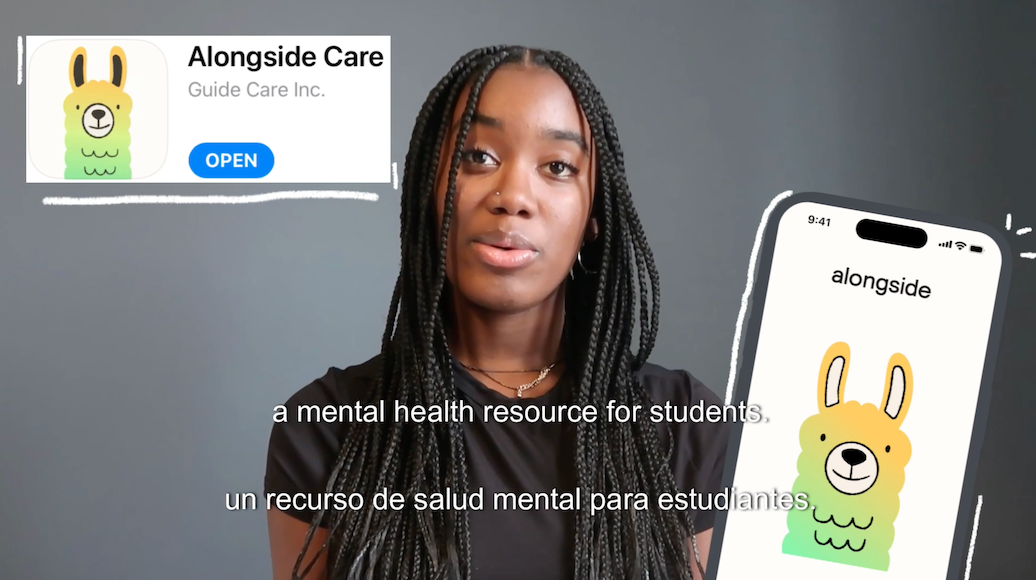 Alongside Care
Guide Care Inc.
OPEN
9:41
alongside
a mental health resource for students.
un recurso de salud mental para estudiantes.